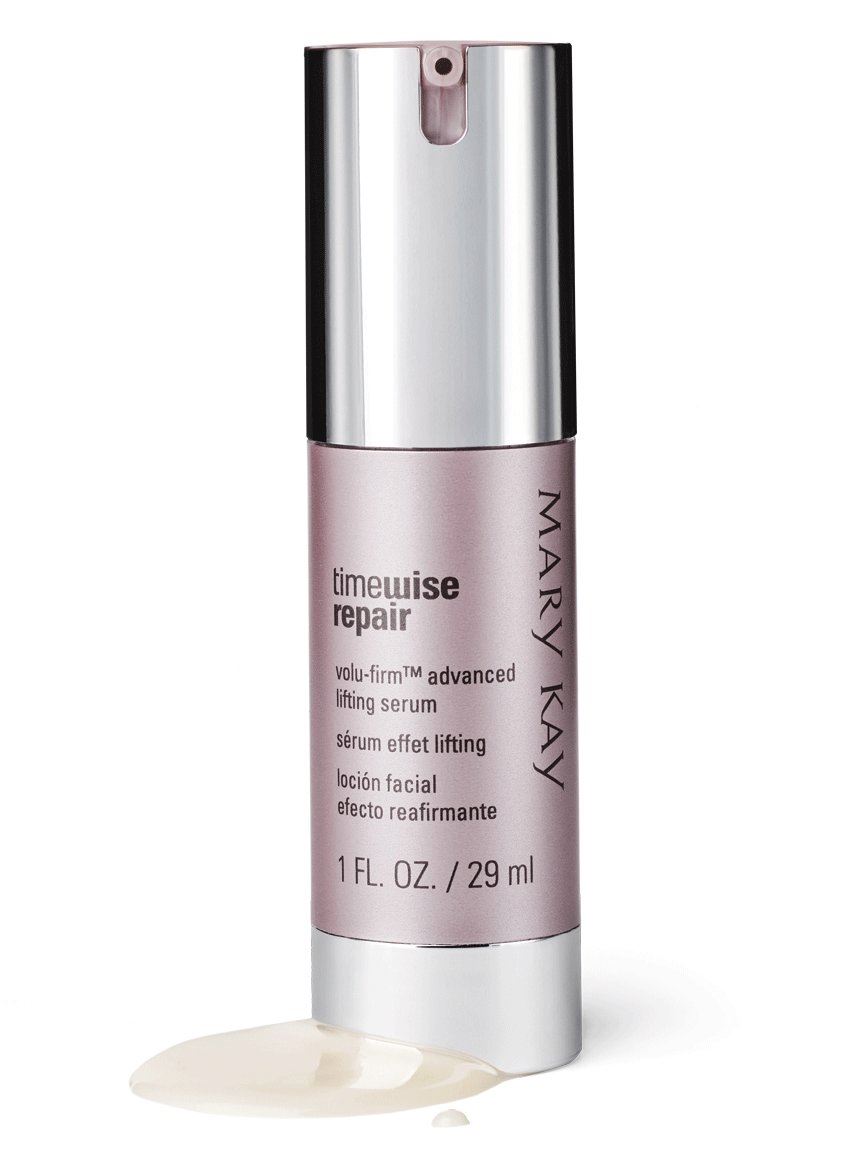 timewise
repair
volu-firm™ advanced
lifting serum
sérum effet lifting
loción facial
efecto reafirmante
1 FL. OZ. / 29 ml
MARY KAY